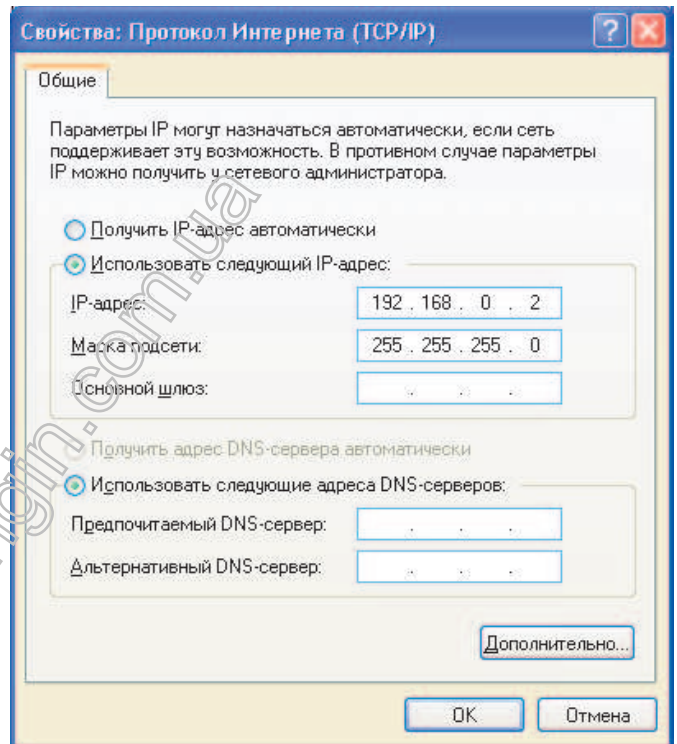 Свойства: Протокол Интернета (TCP/IP)
Общие
Параметры IP могут назначаться автоматически, если сеть
поддерживает эту возможность. В противном случае параметры
IP можно получить у сетевого администратора.
Получить IP-адрес автоматически
Использовать следующий IP-адрес:
IP-адрес: 192 . 168 . 0 . 2
Маска подсети: 255 . 255 . 255 . 0
Основной шлюз: . . .
Получить адрес DNS-сервера автоматически
Использовать следующие адреса DNS-серверов:
Предпочитаемый DNS-сервер: . . .
Альтернативный DNS-сервер: . . .
Дополнительно...
OK Отмена